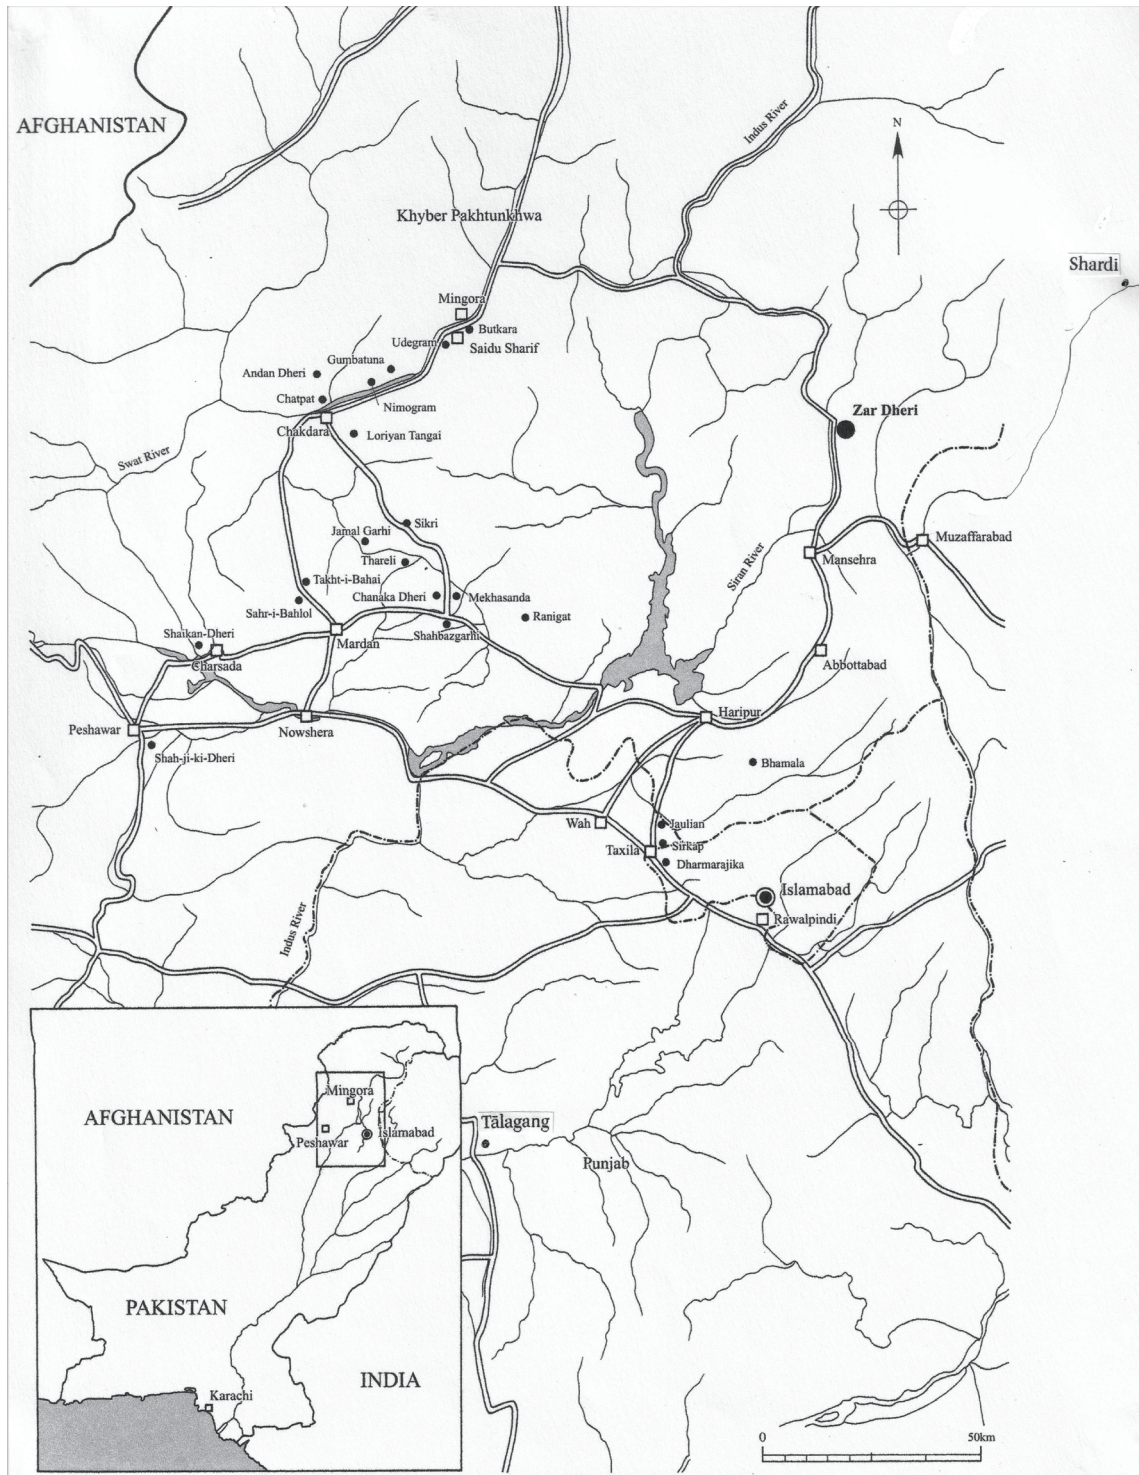 AFGHANISTAN
Indus River
N
Khyber Pakhtunkhwa
Shardi
Mingora
Butkara
Udegram
Saidu Sharif
Gumbatuna
Andan Dheri
Nimogram
Chatpat
Zar Dheri
Chakdara
Loriyan Tangai
Swat River
Sikri
Jamal Garhi
Muzaffarabad
Mansehra
Thareli
Siran River
Takht-i-Bahai
Chanaka Dheri
Mekhasanda
Sahr-i-Bahlol
Ranigat
Shaikan-Dheri
Shahbazgarhi
Mardan
Charsada
Abbottabad
Haripur
Peshawar
Nowshera
Shah-ji-ki-Dheri
Bhamala
Wah
Jaulian
Taxila
Sirkap
Dharmarajika
Islamabad
Rawalpindi
Indus River
Mingora
AFGHANISTAN
Peshawar
Islamabad
Tālagang
Punjab
PAKISTAN
INDIA
Karachi
0
50km